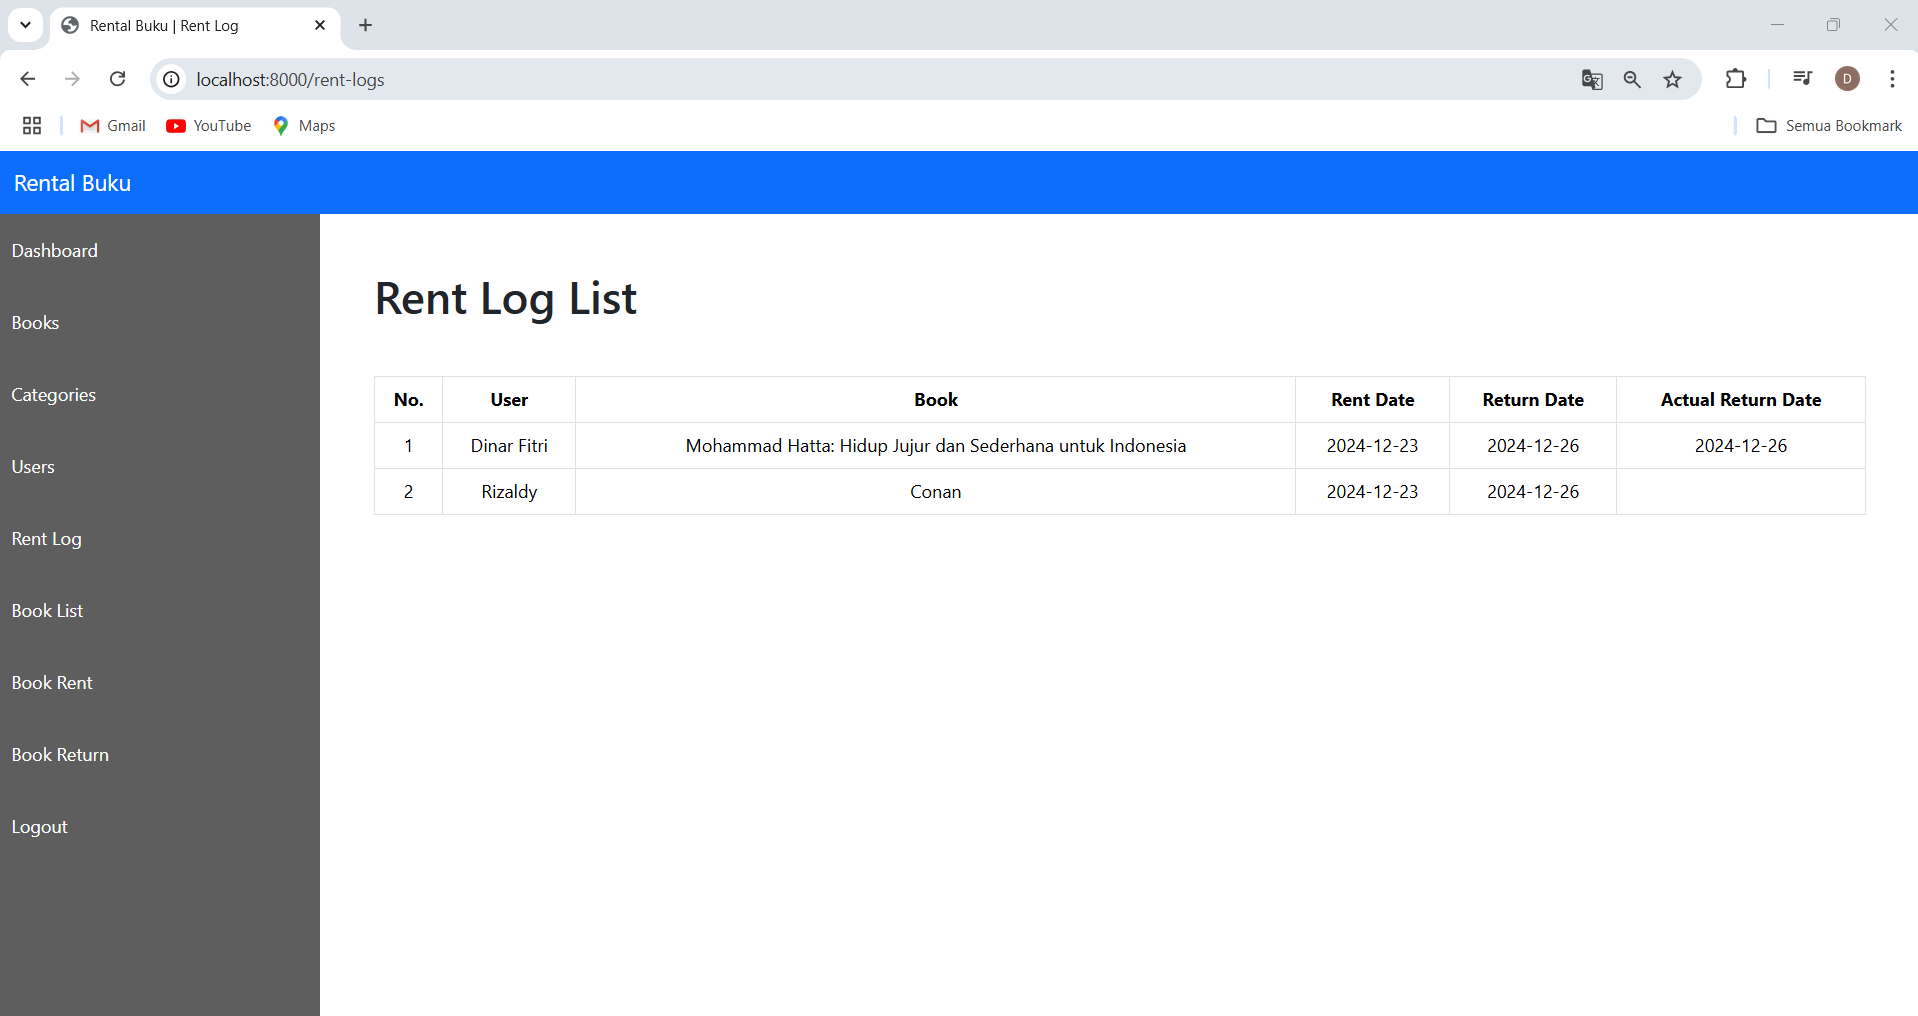 Rental Buku | Rent Log
localhost:8000/rent-logs
D
Gmail YouTube Maps Semua Bookmark
Rental Buku
Dashboard
Books
Categories
Users
Rent Log
Book List
Book Rent
Book Return
Logout
Rent Log List
No. User Book Rent Date Return Date Actual Return Date
1 Dinar Fitri Mohammad Hatta: Hidup Jujur dan Sederhana untuk Indonesia 2024-12-23 2024-12-26 2024-12-26
2 Rizaldy Conan 2024-12-23 2024-12-26